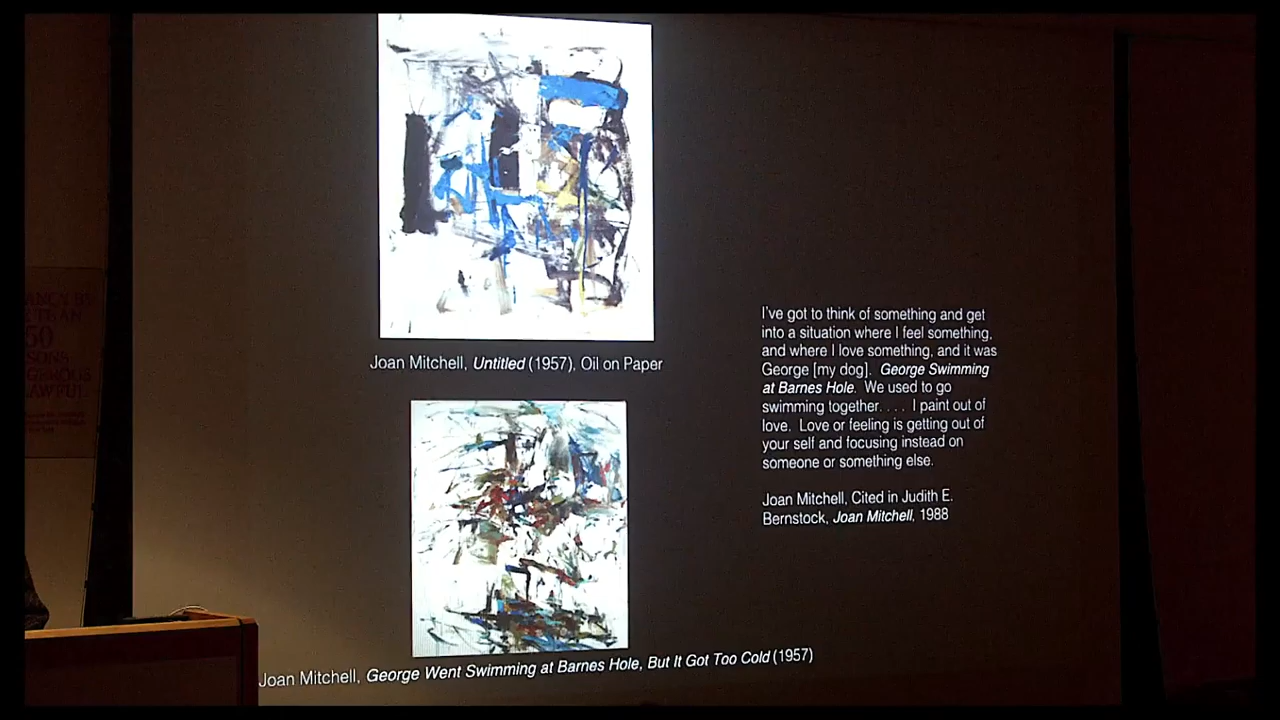 Joan Mitchell, Untitled (1957), Oil on Paper
I've got to think of something and get
into a situation where I feel something,
and where I love something, and it was
George [my dog]. George Swimming
at Barnes Hole. We used to go
swimming together. . . . I paint out of
love. Love or feeling is getting out of
your self and focusing instead on
someone or something else.
Joan Mitchell, Cited in Judith E.
Bernstock, Joan Mitchell, 1988
Joan Mitchell, George Went Swimming at Barnes Hole, But It Got Too Cold (1957)